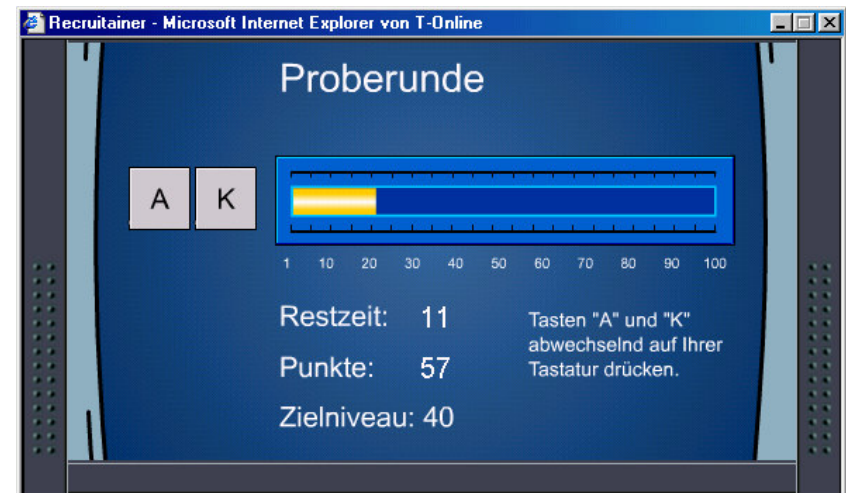 Recruitainer - Microsoft Internet Explorer von T-Online
Proberunde
A K
1 10 20 30 40 50 60 70 80 90 100
Restzeit: 11
Punkte: 57
Zielniveau: 40
Tasten "A" und "K"
abwechselnd auf Ihrer
Tastatur drücken.